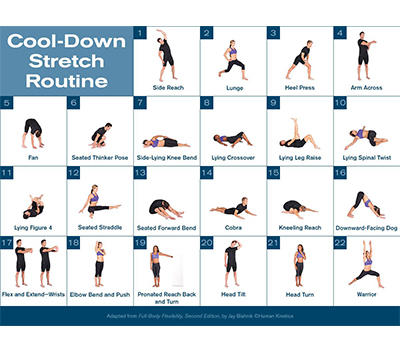 Cool-Down
Stretch
Routine
1
Side Reach
2
Lunge
3
Heel Press
4
Arm Across
5
Fan
6
Seated Thinker Pose
7
Side-Lying Knee Bend
8
Lying Crossover
9
Lying Leg Raise
10
Lying Spinal Twist
11
Lying Figure 4
12
Seated Straddle
13
Seated Forward Bend
14
Cobra
15
Kneeling Reach
16
Downward-Facing Dog
17
Flex and Extend—Wrists
18
Elbow Bend and Push
19
Pronated Reach Back
and Turn
20
Head Tilt
21
Head Turn
22
Warrior
Adapted from Full-Body Flexibility, Second Edition, by Jay Blahnik ©Human Kinetics